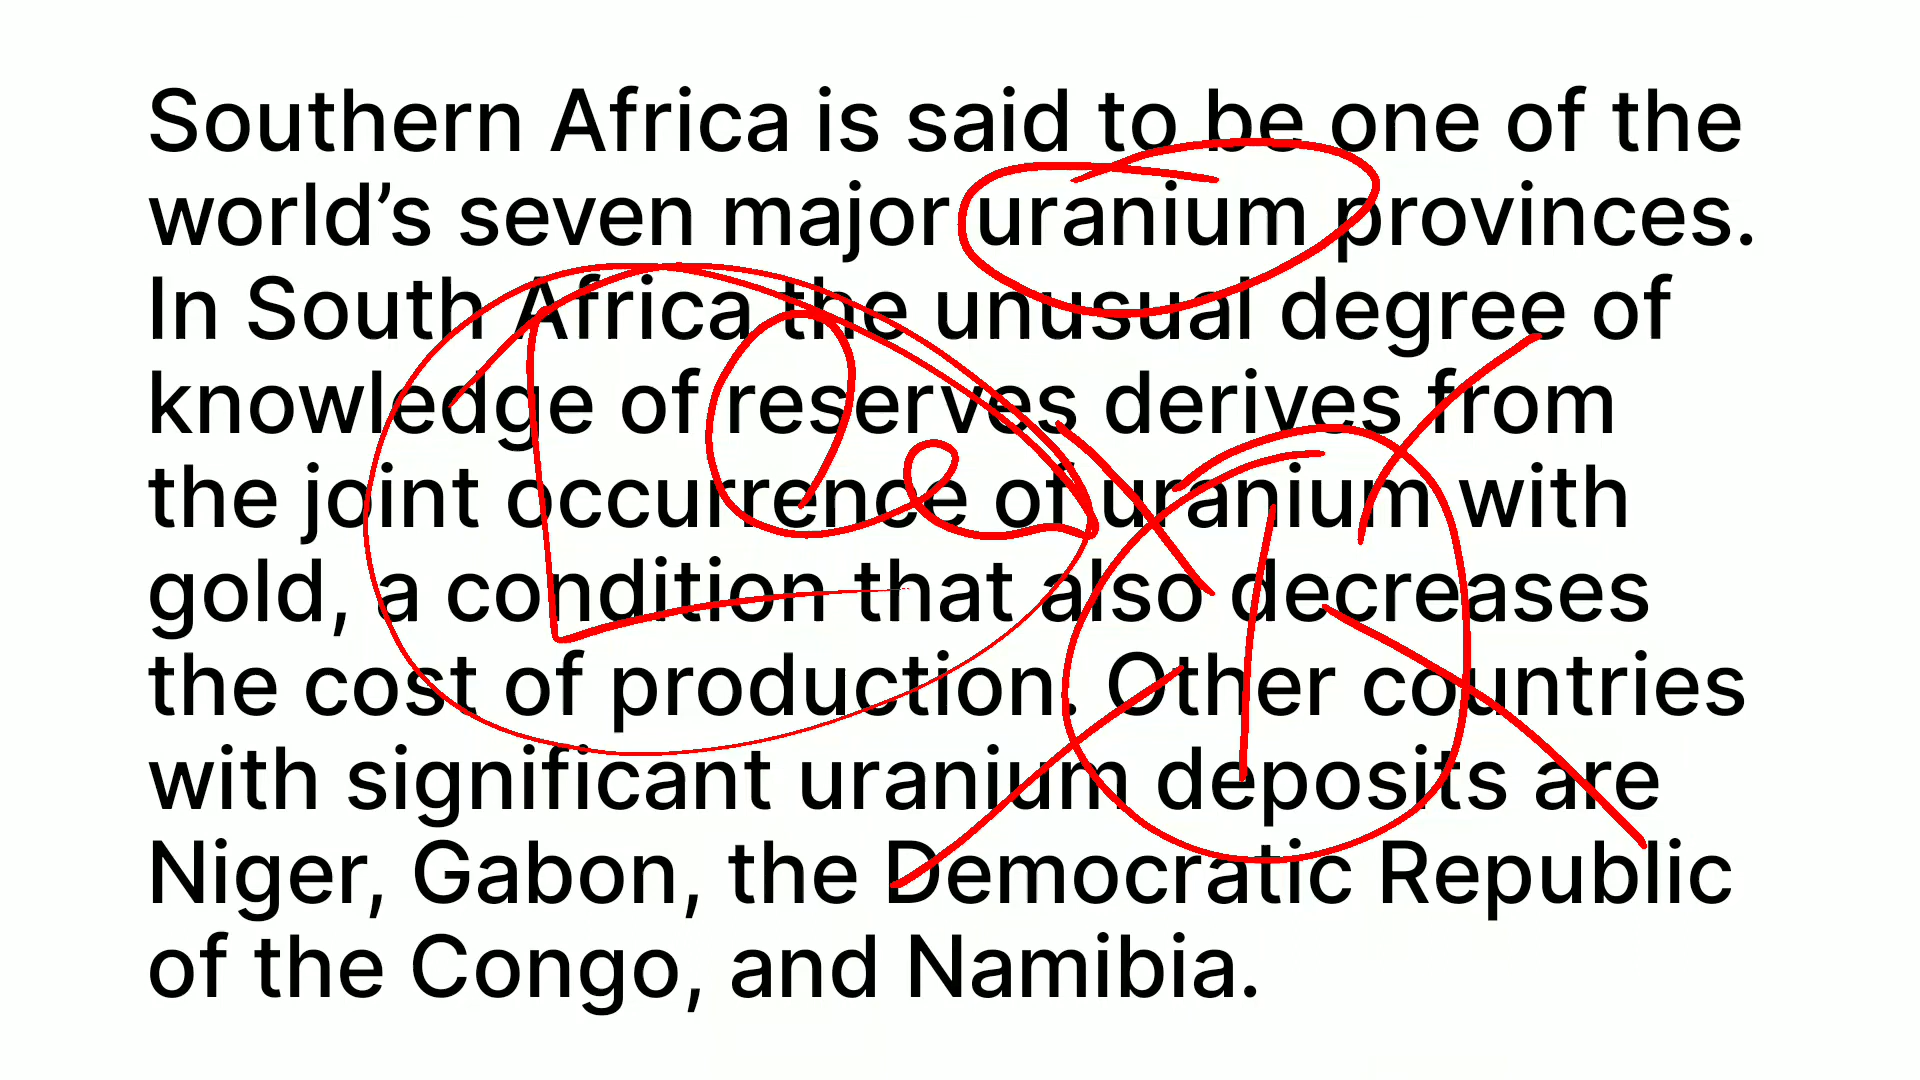 Southern Africa is said to be one of the
world’s seven major uranium provinces.
In South Africa the unusual degree of
knowledge of reserves derives from
the joint occurrence of uranium with
gold, a condition that also decreases
the cost of production. Other countries
with significant uranium deposits are
Niger, Gabon, the Democratic Republic
of the Congo, and Namibia.